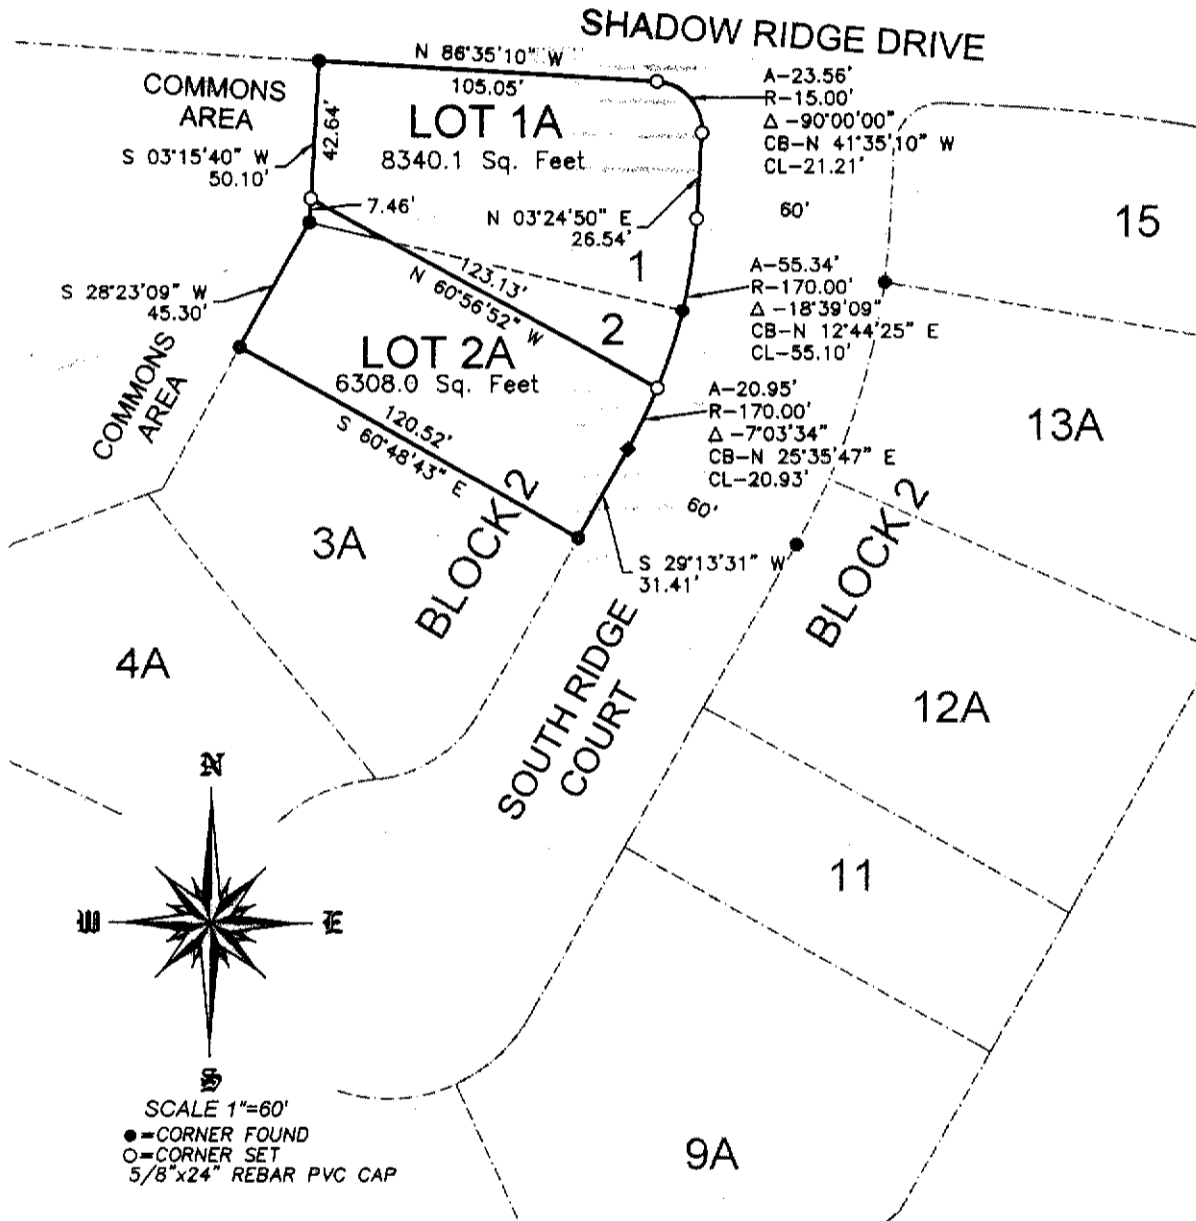 SHADOW RIDGE DRIVE
N 86°35'10" W
105.05'
COMMONS
AREA
42.64'
S 03°15'40" W
50.10'
LOT 1A
8340.1 Sq. Feet
A-23.56'
R-15.00'
Δ -90°00'00"
CB-N 41°35'10" W
CL-21.21'
7.46'
N 03°24'50" E
26.54'
60'
15
1
123.13'
N 60°56'52" W
A-55.34'
R-170.00'
Δ -18°39'09"
CB-N 12°44'25" E
CL-55.10'
S 28°23'09" W
45.30'
2
LOT 2A
6308.0 Sq. Feet
COMMONS
AREA
120.52'
S 60°48'43" E
A-20.95'
R-170.00'
Δ -7°03'34"
CB-N 25°35'47" E
CL-20.93'
13A
60'
3A
BLOCK 2
S 29°13'31" W
31.41'
BLOCK 2
4A
SOUTH RIDGE
COURT
12A
11
N
W
E
S
SCALE 1"=60'
●=CORNER FOUND
○=CORNER SET
5/8"x24" REBAR PVC CAP
9A